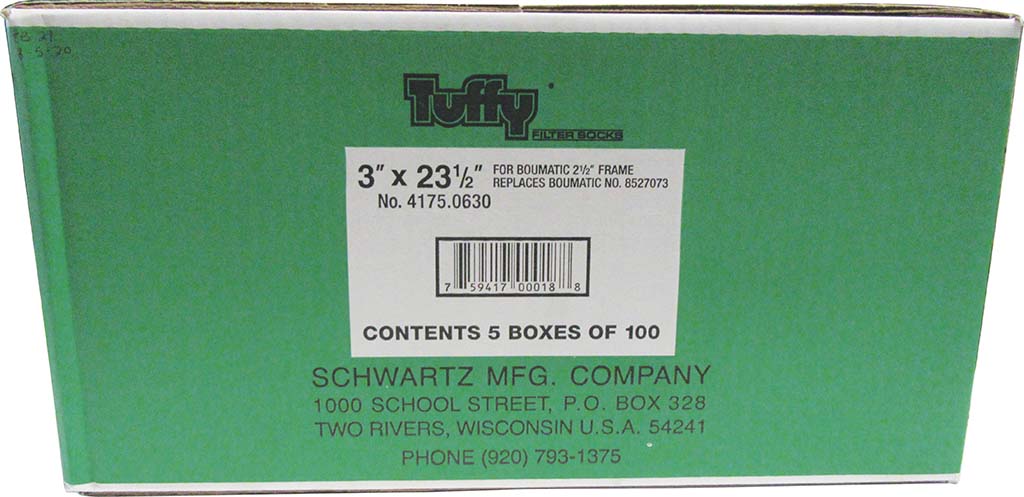 Tuffy
FILTER SOCKS
3" x 23½" FOR BOUMATIC 2½" FRAME
REPLACES BOUMATIC NO. 8527073
No. 4175.0630
7 59417 00018 8
CONTENTS 5 BOXES OF 100
SCHWARTZ MFG. COMPANY
1000 SCHOOL STREET, P.O. BOX 328
TWO RIVERS, WISCONSIN U.S.A. 54241
PHONE (920) 793-1375